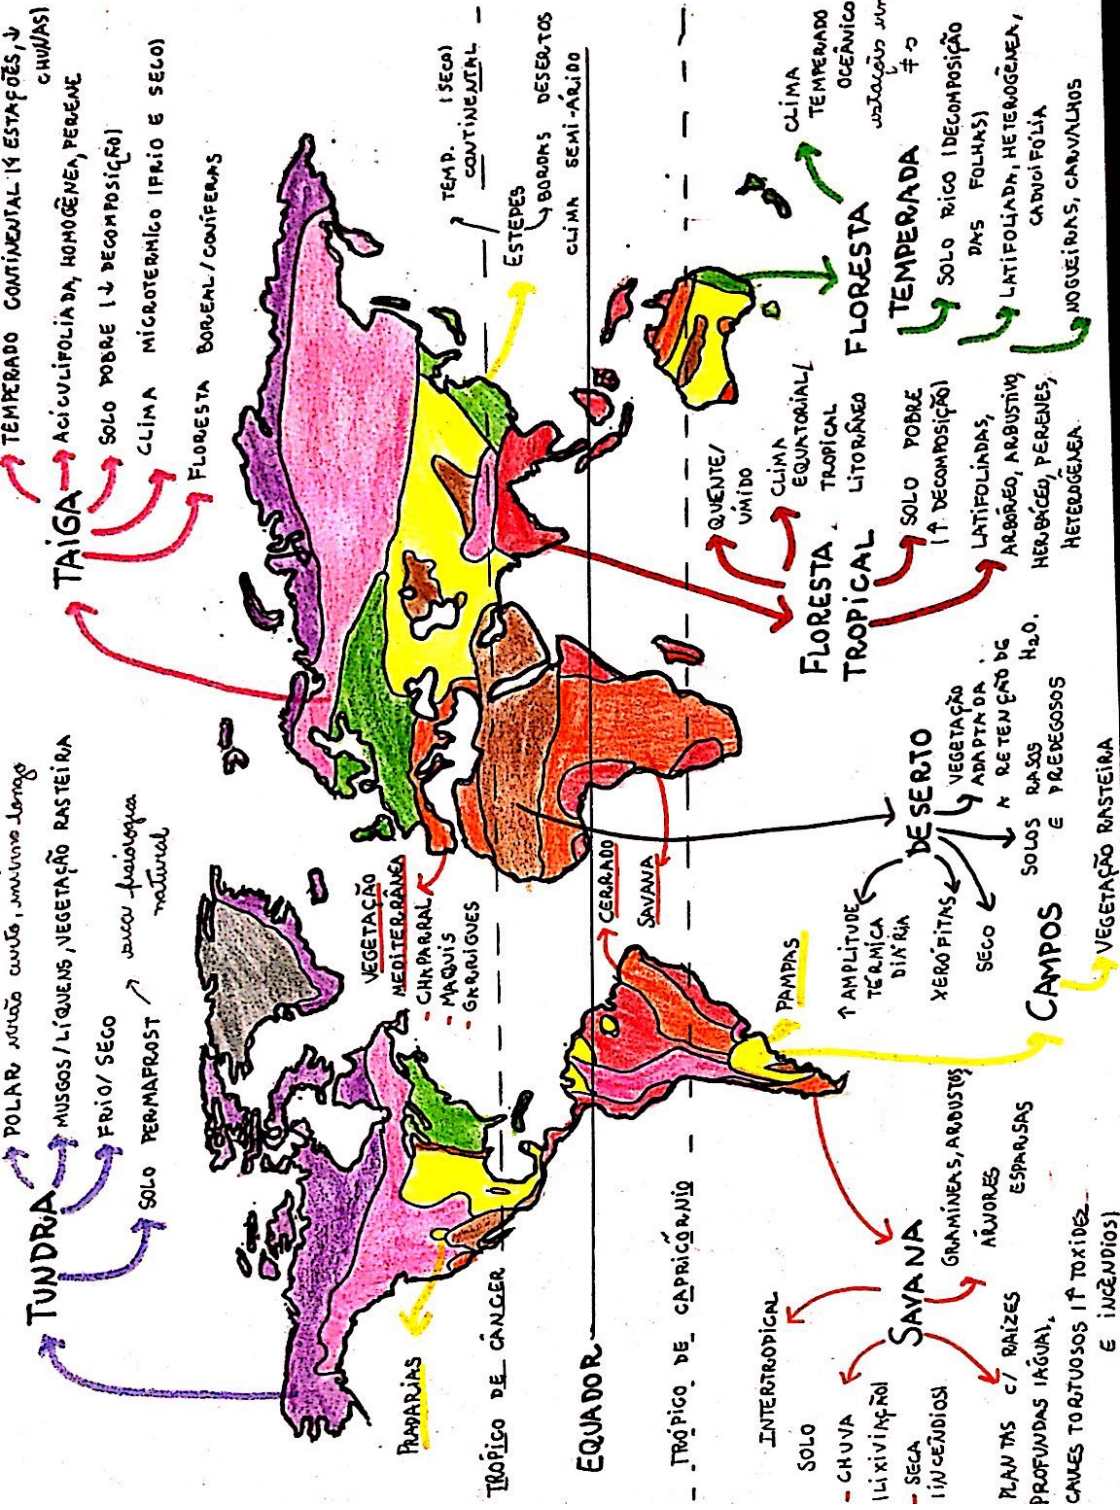 TUNDRA
POLAR verão curto, inverno longo
MUSGOS/LÍQUENS, VEGETAÇÃO RASTEIRA
FRIO/SECO
SOLO PERMAFROST
seca fisiológica
natural
TAIGA
TEMPERADO CONTINENTAL (4 ESTAÇÕES, ↓
CHUVAS)
ACICULIFOLIADA, HOMOGÊNEA, PERENE
SOLO POBRE (↓ DECOMPOSIÇÃO)
CLIMA MICROTERMICO (FRIO E SECO)
FLORESTA BOREAL/CONÍFERAS
PRADARIAS
VEGETAÇÃO
MEDITERRÂNEA
- CHAPARRAL
- MAQUIS
- GARRIGUES
TEMP. (SECO)
CONTINENTAL
ESTEPES
BORDAS DESERTOS
CLIMA SEMI-ÁRIDO
TRÓPICO DE CÂNCER
EQUADOR
TRÓPICO DE CAPRICÓRNIO
CERRADO
SAVANA
PAMPAS
INTERTROPICAL
SOLO
- CHUVA
(LIXIVIAÇÃO)
- SECA
(INCÊNDIOS)
SAVANA
GRAMÍNEAS, ARBUSTOS,
ÁRVORES
ESPARSAS
PLANTAS C/ RAÍZES
PROFUNDAS (ÁGUA),
CAULES TORTUOSOS (↑ TOXIDEZ
E INCÊNDIOS)
CAMPOS
VEGETAÇÃO RASTEIRA
DESERTO
↑ AMPLITUDE
TÉRMICA
DIÁRIA
XERÓFITAS
SECO
VEGETAÇÃO
ADAPTADA
A RETENÇÃO DE
H2O.
SOLOS RASOS
E PREDEGOSOS
FLORESTA
TROPICAL
QUENTE/
ÚMIDO
CLIMA
EQUATORIAL/
TROPICAL
LITORÂNEO
SOLO POBRE
(↑ DECOMPOSIÇÃO)
LATIFOLIADAS,
ARBÓREO, ARBUSTIVO,
HERBÁCEO, PERENES,
HETEROGÊNEA.
FLORESTA
TEMPERADA
CLIMA
TEMPERADO
OCEÂNICO
estações
≠s
SOLO RICO (DECOMPOSIÇÃO
DAS FOLHAS)
LATIFOLIADA, HETEROGÊNEA,
CADUCIFOLIA
NOGUEIRAS, CARVALHOS